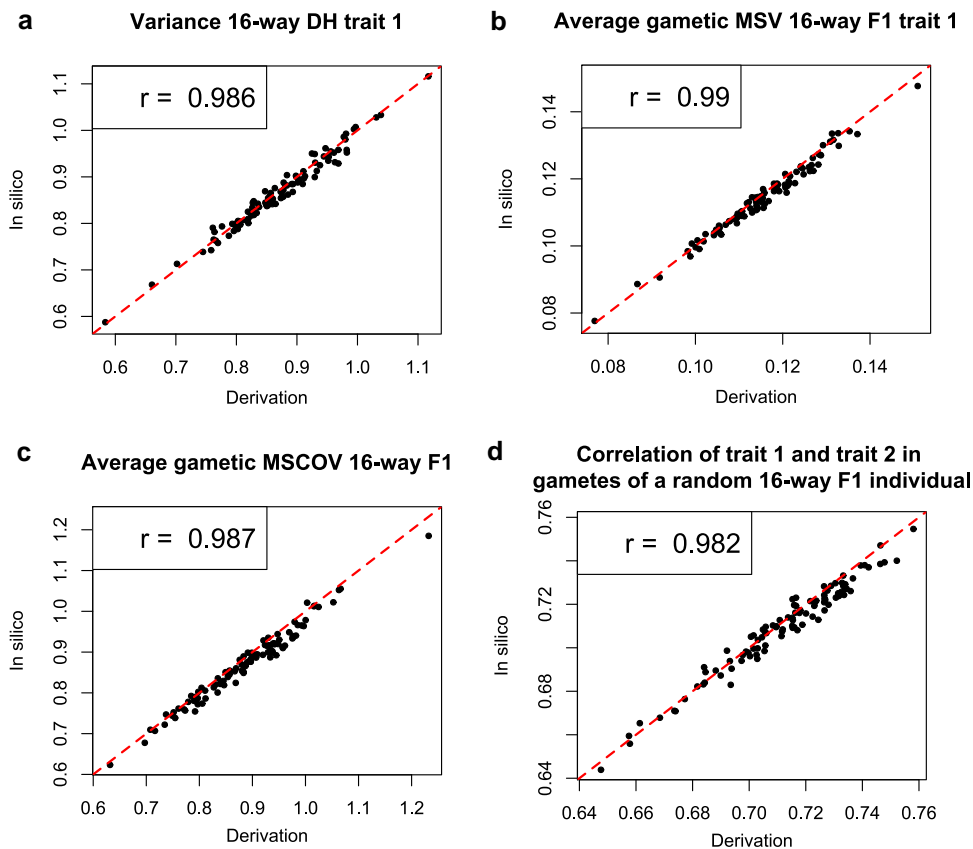 a
Variance 16-way DH trait 1
r = 0.986
In silico
0.6
0.7
0.8
0.9
1.0
1.1
0.6 0.7 0.8 0.9 1.0 1.1
Derivation
b
Average gametic MSV 16-way F1 trait 1
r = 0.99
In silico
0.08
0.10
0.12
0.14
0.08 0.10 0.12 0.14
Derivation
c
Average gametic MSCOV 16-way F1
r = 0.987
In silico
0.6
0.7
0.8
0.9
1.0
1.1
1.2
0.6 0.7 0.8 0.9 1.0 1.1 1.2
Derivation
d
Correlation of trait 1 and trait 2 in
gametes of a random 16-way F1 individual
r = 0.982
In silico
0.64
0.68
0.72
0.76
0.64 0.66 0.68 0.70 0.72 0.74 0.76
Derivation